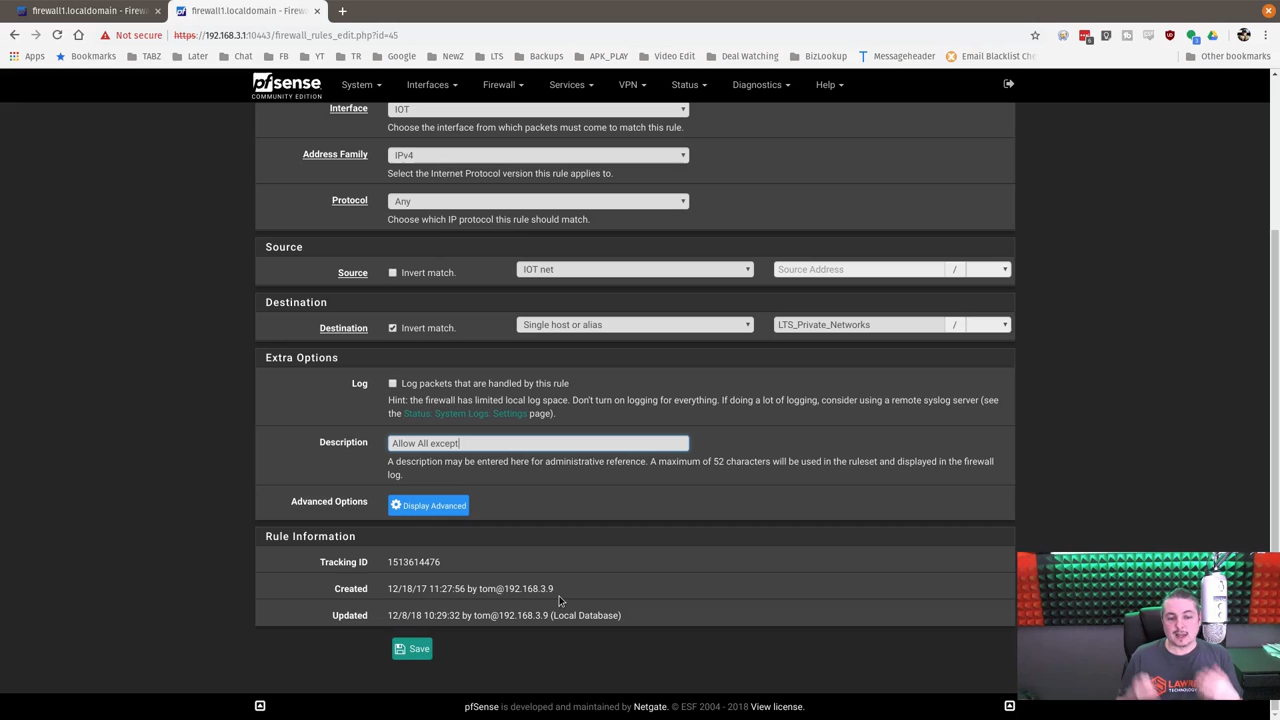 firewall1.localdomain - Firew
firewall1.localdomain - Firew
Not secure https://192.168.3.1:10443/firewall_rules_edit.php?id=45
Apps Bookmarks TABZ Later Chat FB YT TR Google NewZ LTS Backups APK_PLAY Video Edit Deal Watching BizLookup Messageheader Email Blacklist Che Other bookmarks
pfsense
COMMUNITY EDITION
System Interfaces Firewall Services VPN Status Diagnostics Help
Interface IOT
Choose the interface from which packets must come to match this rule.
Address Family IPv4
Select the Internet Protocol version this rule applies to.
Protocol Any
Choose which IP protocol this rule should match.
Source
Source Invert match. IOT net Source Address /
Destination
Destination Invert match. Single host or alias LTS_Private_Networks /
Extra Options
Log Log packets that are handled by this rule
Hint: the firewall has limited local log space. Don't turn on logging for everything. If doing a lot of logging, consider using a remote syslog server (see
the Status: System Logs: Settings page).
Description Allow All except
A description may be entered here for administrative reference. A maximum of 52 characters will be used in the ruleset and displayed in the firewall
log.
Advanced Options Display Advanced
Rule Information
Tracking ID 1513614476
Created 12/18/17 11:27:56 by tom@192.168.3.9
Updated 12/8/18 10:29:32 by tom@192.168.3.9 (Local Database)
Save
LAWRE
TECHNOLOGY
pfSense is developed and maintained by Netgate. © ESF 2004 - 2018 View license.